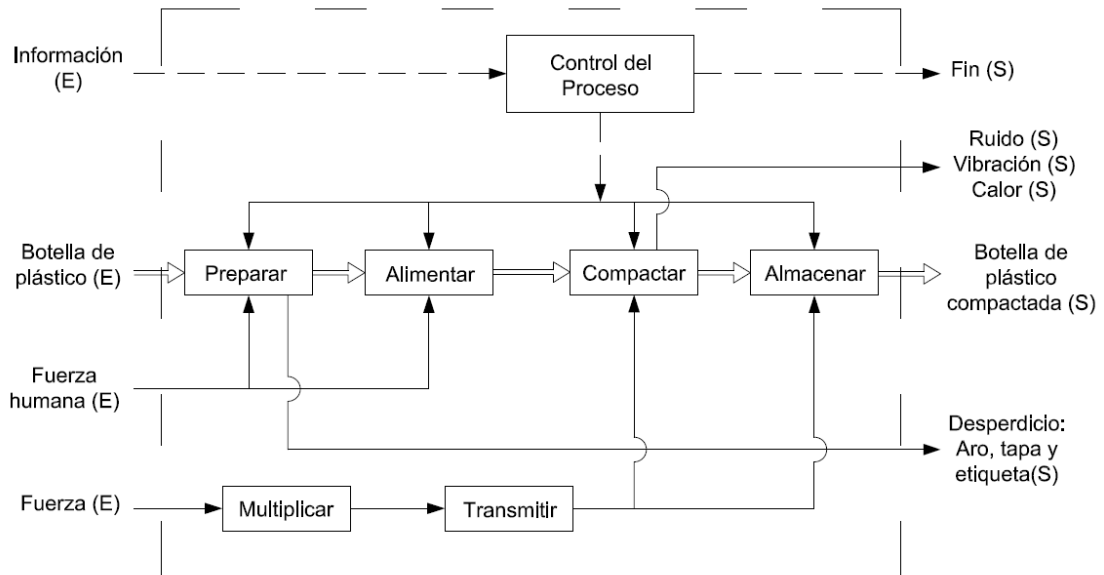 Información
(E)
Control del
Proceso
Fin (S)
Ruido (S)
Vibración (S)
Calor (S)
Botella de
plástico (E)
Preparar
Alimentar
Compactar
Almacenar
Botella de
plástico
compactada (S)
Fuerza
humana (E)
Desperdicio:
Aro, tapa y
etiqueta(S)
Fuerza (E)
Multiplicar
Transmitir